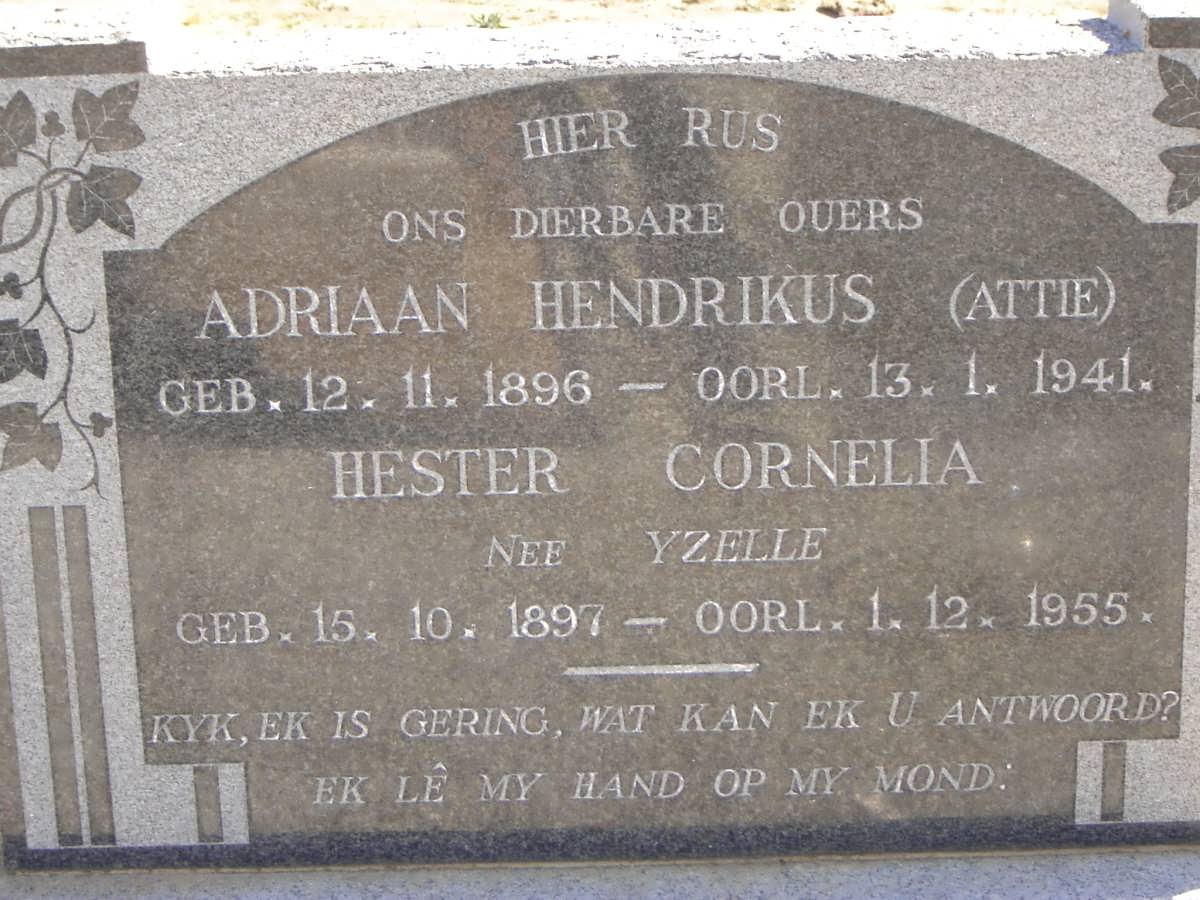 HIER RUS
ONS DIERBARE OUERS
ADRIAAN HENDRIKUS (ATTIE)
GEB. 12. 11. 1896 — OORL. 13. 1. 1941.
HESTER CORNELIA
NEE YZELLE
GEB. 15. 10. 1897 — OORL. 1. 12. 1955.
KYK, EK IS GERING, WAT KAN EK U ANTWOORD?
EK LÊ MY HAND OP MY MOND: